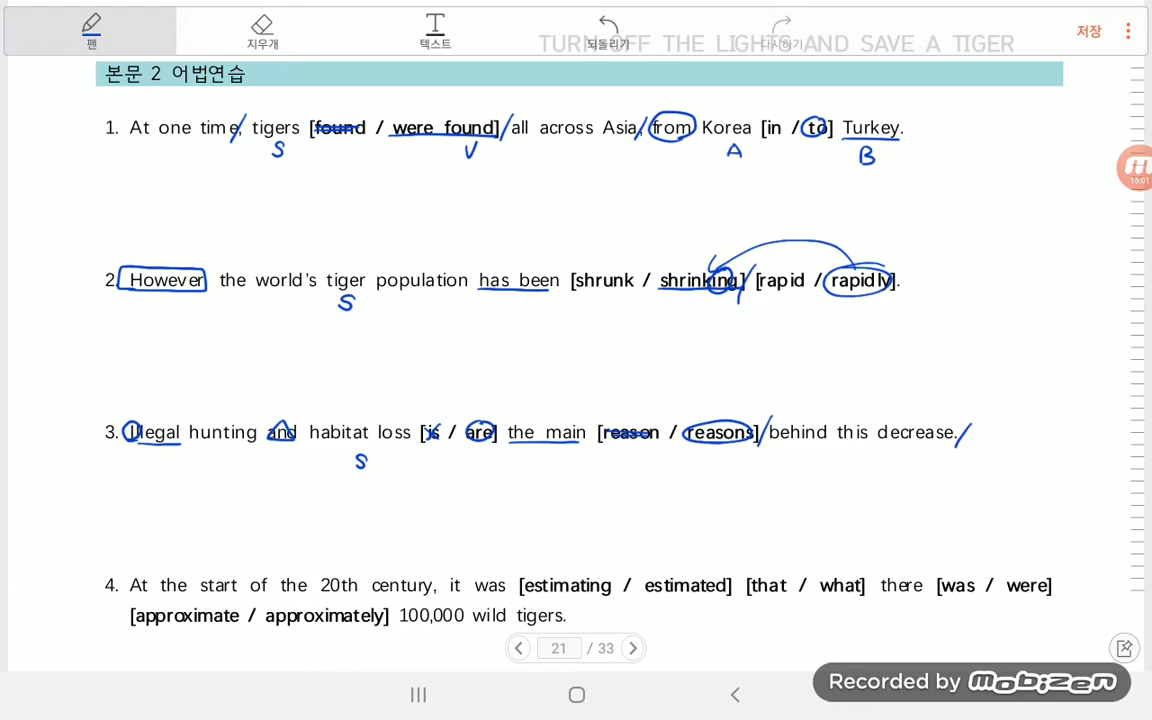 펜 지우개 텍스트 되돌리기 다시하기 저장
TURN OFF THE LIGHTS AND SAVE A TIGER
본문 2 어법연습
1. At one time, tigers [found / were found] all across Asia, from Korea [in / to] Turkey.
S V A B
15:01
2. However the world's tiger population has been [shrunk / shrinking] [rapid / rapidly].
S
3. Illegal hunting and habitat loss [is / are] the main [reason / reasons] behind this decrease.
S
4. At the start of the 20th century, it was [estimating / estimated] [that / what] there [was / were]
[approximate / approximately] 100,000 wild tigers.
21 / 33
Recorded by mobizen